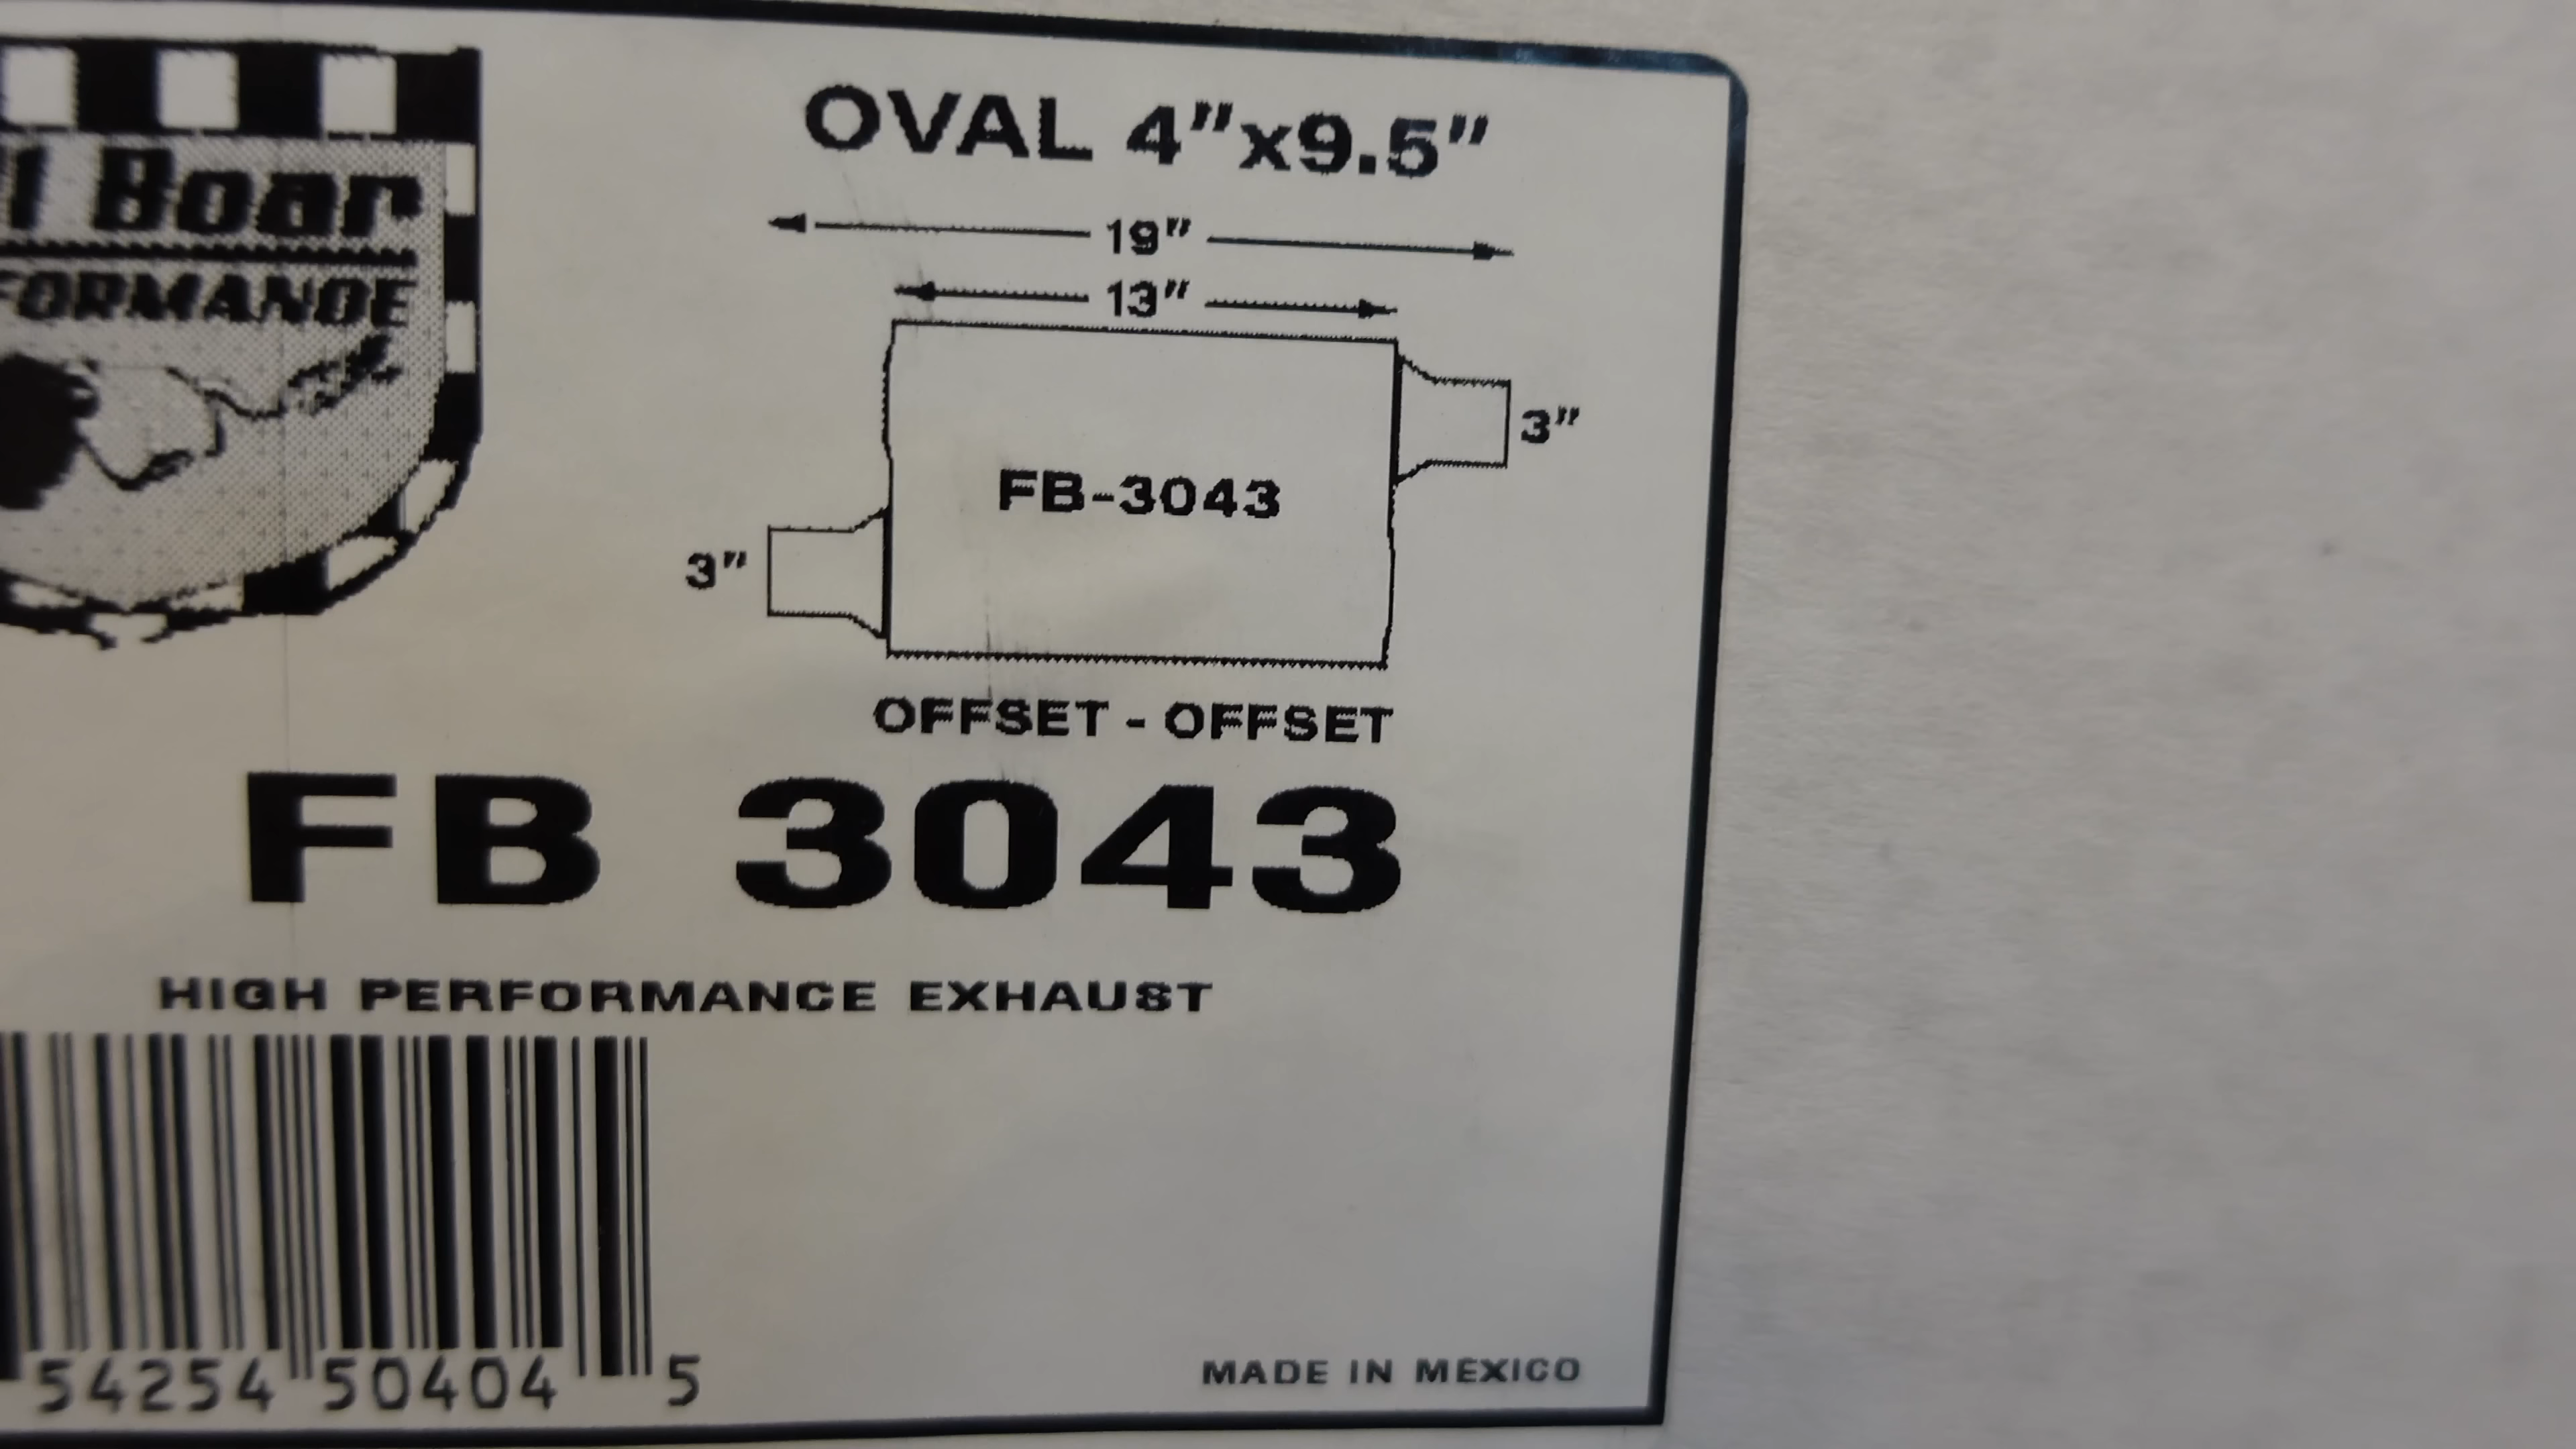 Boar
OVAL 4"x9.5"
19"
13"
3"
FB-3043
3"
OFFSET - OFFSET
FB 3043
HIGH PERFORMANCE EXHAUST
54254 50404 5
MADE IN MEXICO